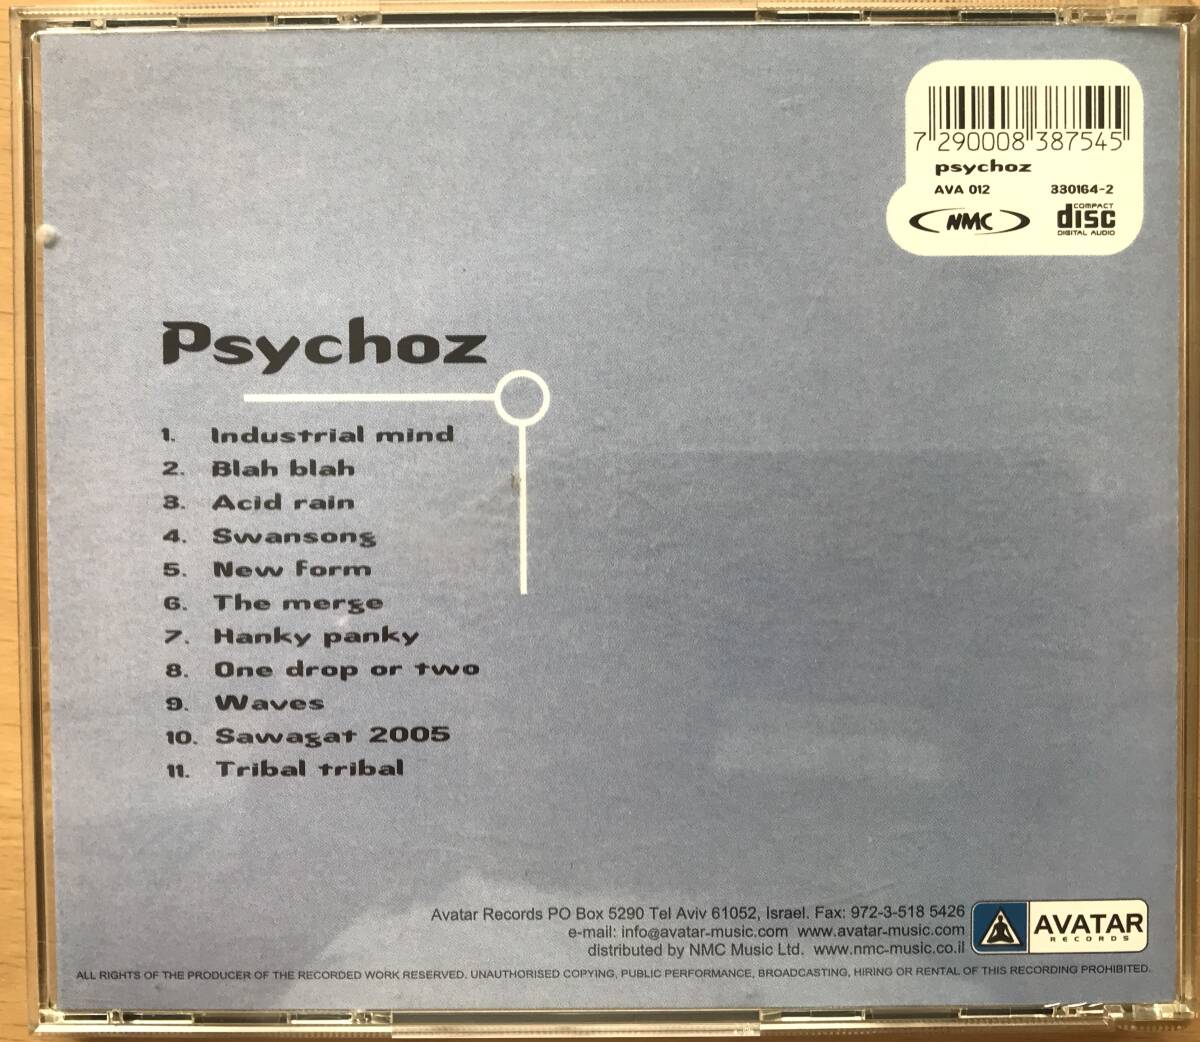 7 290008 387545
psychoz
AVA 012 330164-2
NMC COMPACT disc DIGITAL AUDIO
Psychoz
1. Industrial mind
2. Blah blah
3. Acid rain
4. Swansong
5. New form
6. The merge
7. Hanky panky
8. One drop or two
9. Waves
10. Sawagat 2005
11. Tribal tribal
Avatar Records PO Box 5290 Tel Aviv 61052, Israel. Fax: 972-3-518 5426
e-mail: info@avatar-music.com www.avatar-music.com
distributed by NMC Music Ltd. www.nmc-music.co.il
AVATAR
RECORDS
ALL RIGHTS OF THE PRODUCER OF THE RECORDED WORK RESERVED. UNAUTHORISED COPYING, PUBLIC PERFORMANCE, BROADCASTING, HIRING OR RENTAL OF THIS RECORDING PROHIBITED.